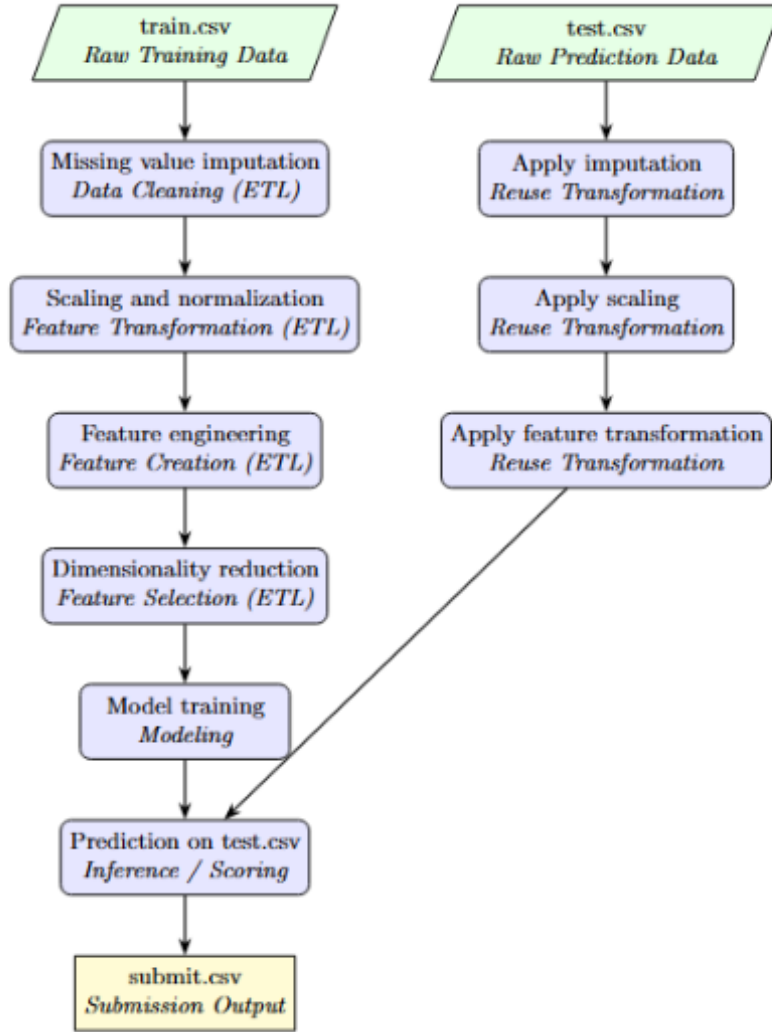 train.csv
Raw Training Data
test.csv
Raw Prediction Data
Missing value imputation
Data Cleaning (ETL)
Apply imputation
Reuse Transformation
Scaling and normalization
Feature Transformation (ETL)
Apply scaling
Reuse Transformation
Feature engineering
Feature Creation (ETL)
Apply feature transformation
Reuse Transformation
Dimensionality reduction
Feature Selection (ETL)
Model training
Modeling
Prediction on test.csv
Inference / Scoring
submit.csv
Submission Output